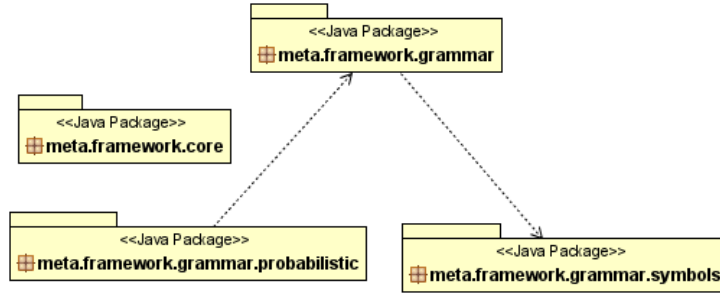 <<Java Package>>
meta.framework.grammar
<<Java Package>>
meta.framework.core
<<Java Package>>
meta.framework.grammar.probabilistic
<<Java Package>>
meta.framework.grammar.symbols